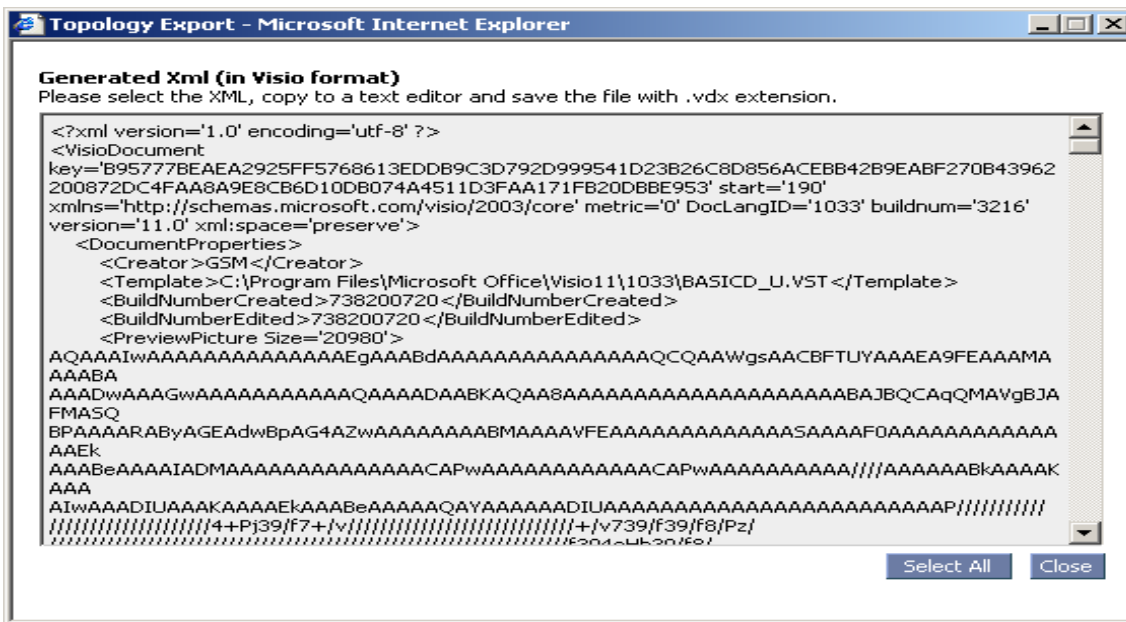 Topology Export - Microsoft Internet Explorer
Generated Xml (in Visio format)
Please select the XML, copy to a text editor and save the file with .vdx extension.
<?xml version='1.0' encoding='utf-8' ?>
<VisioDocument
key='B95777BEAEA2925FF5768613EDDB9C3D792D999541D23B26C8D856ACEBB42B9EABF270B43962
200872DC4FAA8A9E8CB6D10DB074A4511D3FAA171FB20DBBE953' start='190'
xmlns='http://schemas.microsoft.com/visio/2003/core' metric='0' DocLangID='1033' buildnum='3216'
version='11.0' xml:space='preserve'>
<DocumentProperties>
<Creator>GSM</Creator>
<Template>C:\Program Files\Microsoft Office\Visio11\1033\BASICD_U.VST</Template>
<BuildNumberCreated>738200720</BuildNumberCreated>
<BuildNumberEdited>738200720</BuildNumberEdited>
<PreviewPicture Size='20980'>
AQAAAIwAAAAAAAAAAAAAAAEgAAABdAAAAAAAAAAAAAAAAQCQAAWgsAACBFTUYAAAEA9FEAAAMA
AAABA
AAADwAAAGwAAAAAAAAAAAQAAAADAABKAQAA8AAAAAAAAAAAAAAAAAAAAABAJBQCAqQMAVgBJA
FMASQ
BPAAAARAByAGEAdwBpAG4AZwAAAAAAAABMAAAAVFEAAAAAAAAAAAAASAAAAF0AAAAAAAAAAAA
AAEk
AAABeAAAAIADMAAAAAAAAAAAAAAACAPwAAAAAAAAAAAACAPwAAAAAAAAAA////AAAAAABkAAAAK
AAA
AIwAAADIUAAAKAAAAEkAAABeAAAAAQAYAAAAAADIUAAAAAAAAAAAAAAAAAAAAAAAAP///////////
////////////////////4+Pj39/f7+/v////////////////////////////+/v739/f39/f8/Pz/
Select All
Close